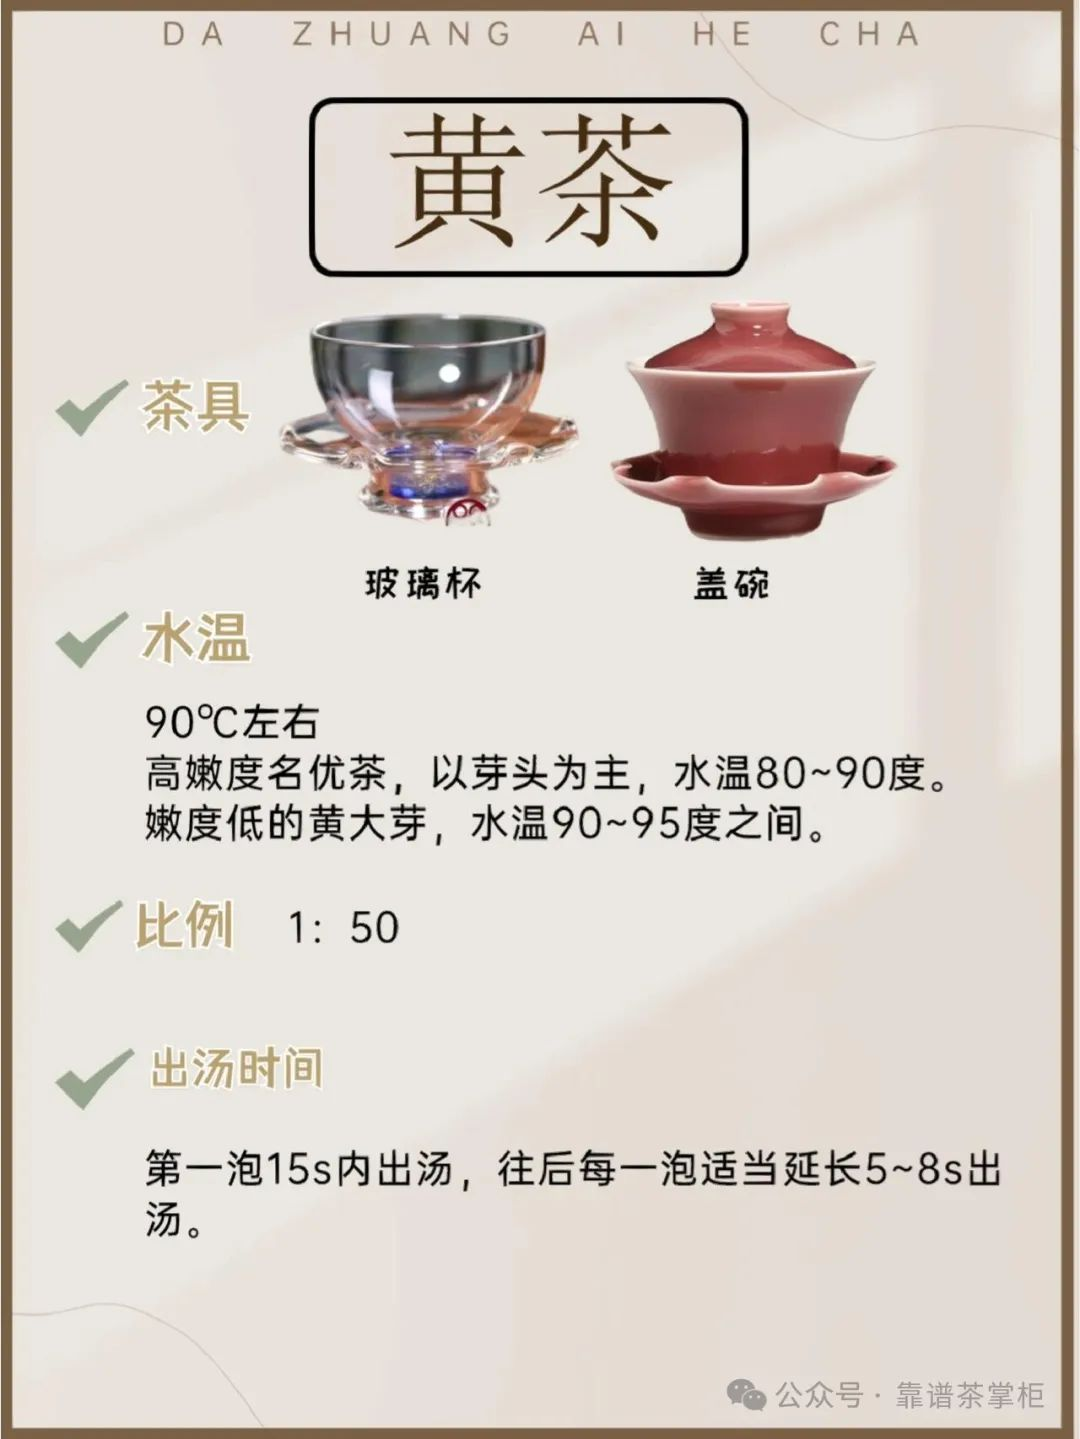 DA ZHUANG AI HE CHA
黄茶
茶具
玻璃杯
盖碗
水温
90℃左右
高嫩度名优茶，以芽头为主，水温80~90度。
嫩度低的黄大芽，水温90~95度之间。
比例 1：50
出汤时间
第一泡15s内出汤，往后每一泡适当延长5~8s出
汤。
公众号·靠谱茶掌柜